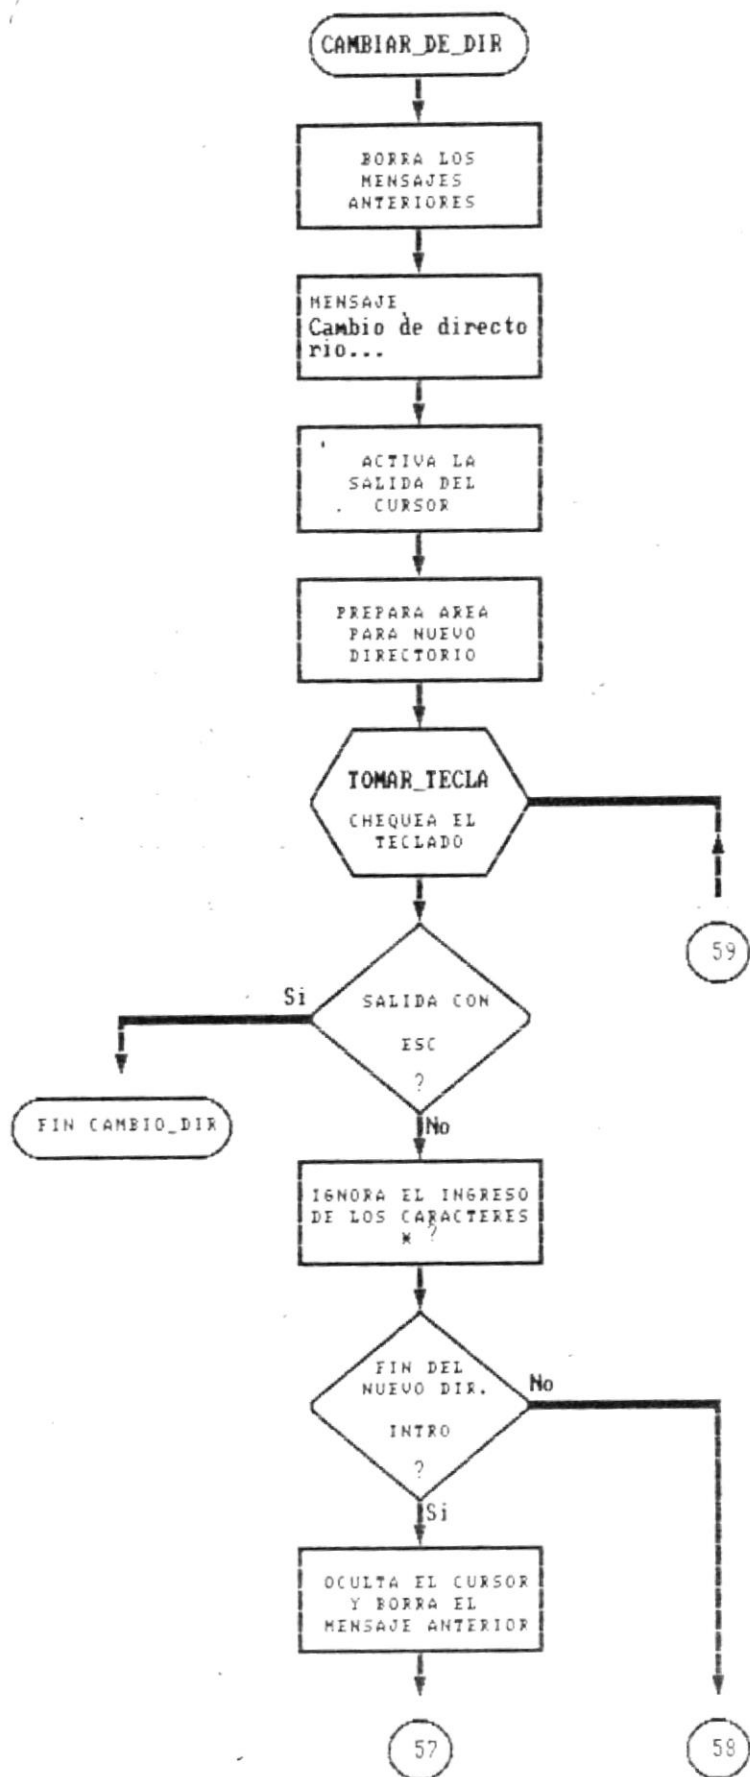 CAMBIAR_DE_DIR
BORRA LOS
MENSAJES
ANTERIORES
MENSAJE
Cambio de directo
rio...
ACTIVA LA
SALIDA DEL
CURSOR
PREPARA AREA
PARA NUEVO
DIRECTORIO
TOMAR_TECLA
CHEQUEA EL
TECLADO
59
Si
SALIDA CON
ESC
?
FIN CAMBIO_DIR
No
IGNORA EL INGRESO
DE LOS CARACTERES
* ?
FIN DEL
NUEVO DIR.
No
INTRO
?
Si
OCULTA EL CURSOR
Y BORRA EL
MENSAJE ANTERIOR
57
58